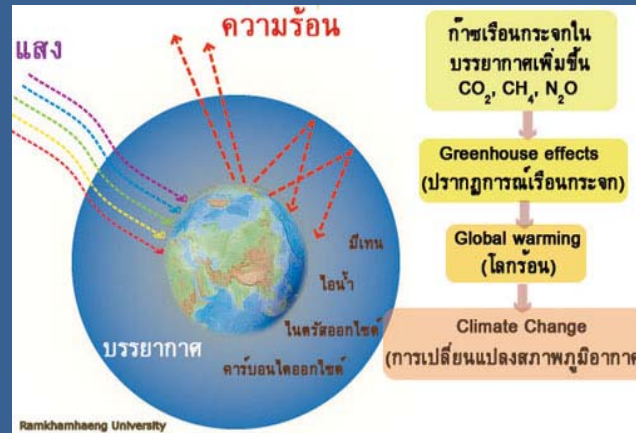 แสง
ความร้อน
มีเทน
ไอน้ำ
ไนตรัสออกไซด์
คาร์บอนไดออกไซด์
บรรยากาศ
Ramkhamhaeng University
ก๊าซเรือนกระจกใน
บรรยากาศเพิ่มขึ้น
CO₂, CH₄, N₂O
Greenhouse effects
(ปรากฏการณ์เรือนกระจก)
Global warming
(โลกร้อน)
Climate Change
(การเปลี่ยนแปลงสภาพภูมิอากาศ